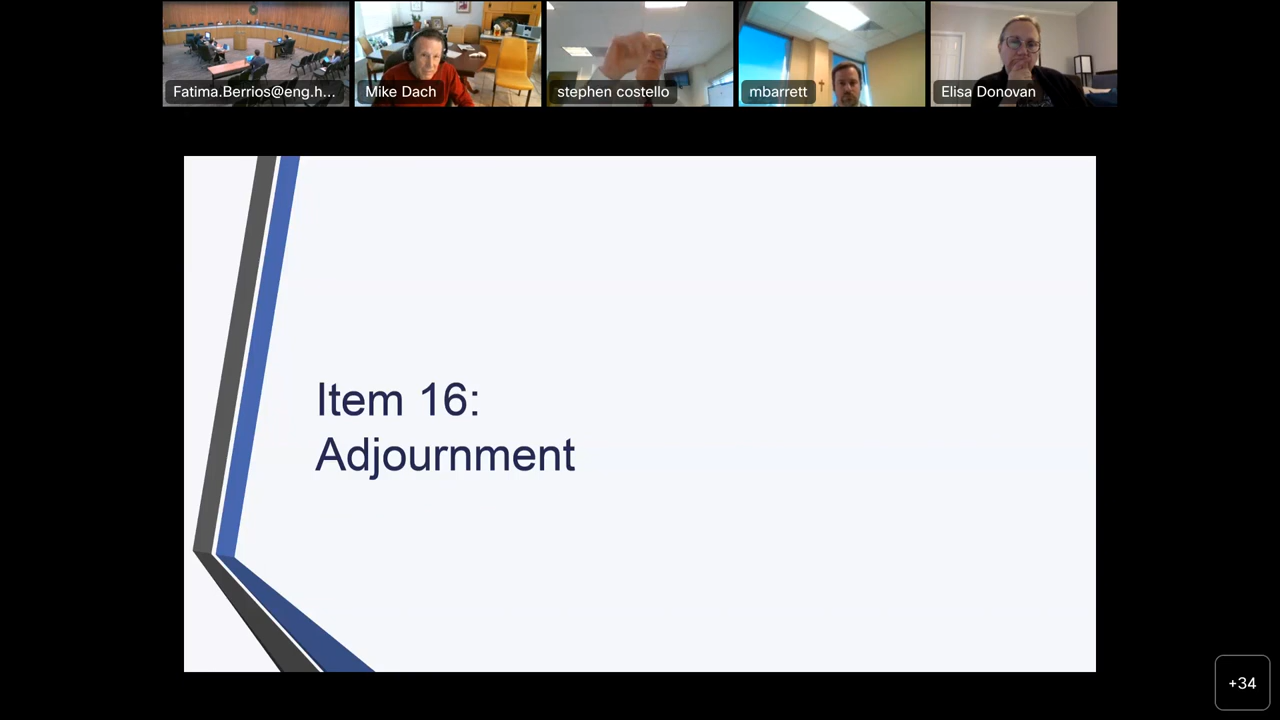 Fatima.Berrios@eng.h...
Mike Dach
stephen costello
mbarrett
Elisa Donovan
Item 16:
Adjournment
+34